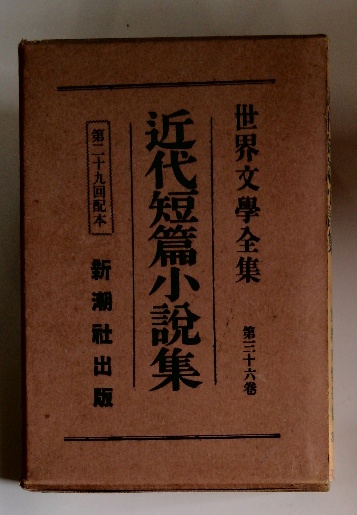 世界文學全集 第三十六卷
近代短篇小說集
第二十九回配本
新潮社出版